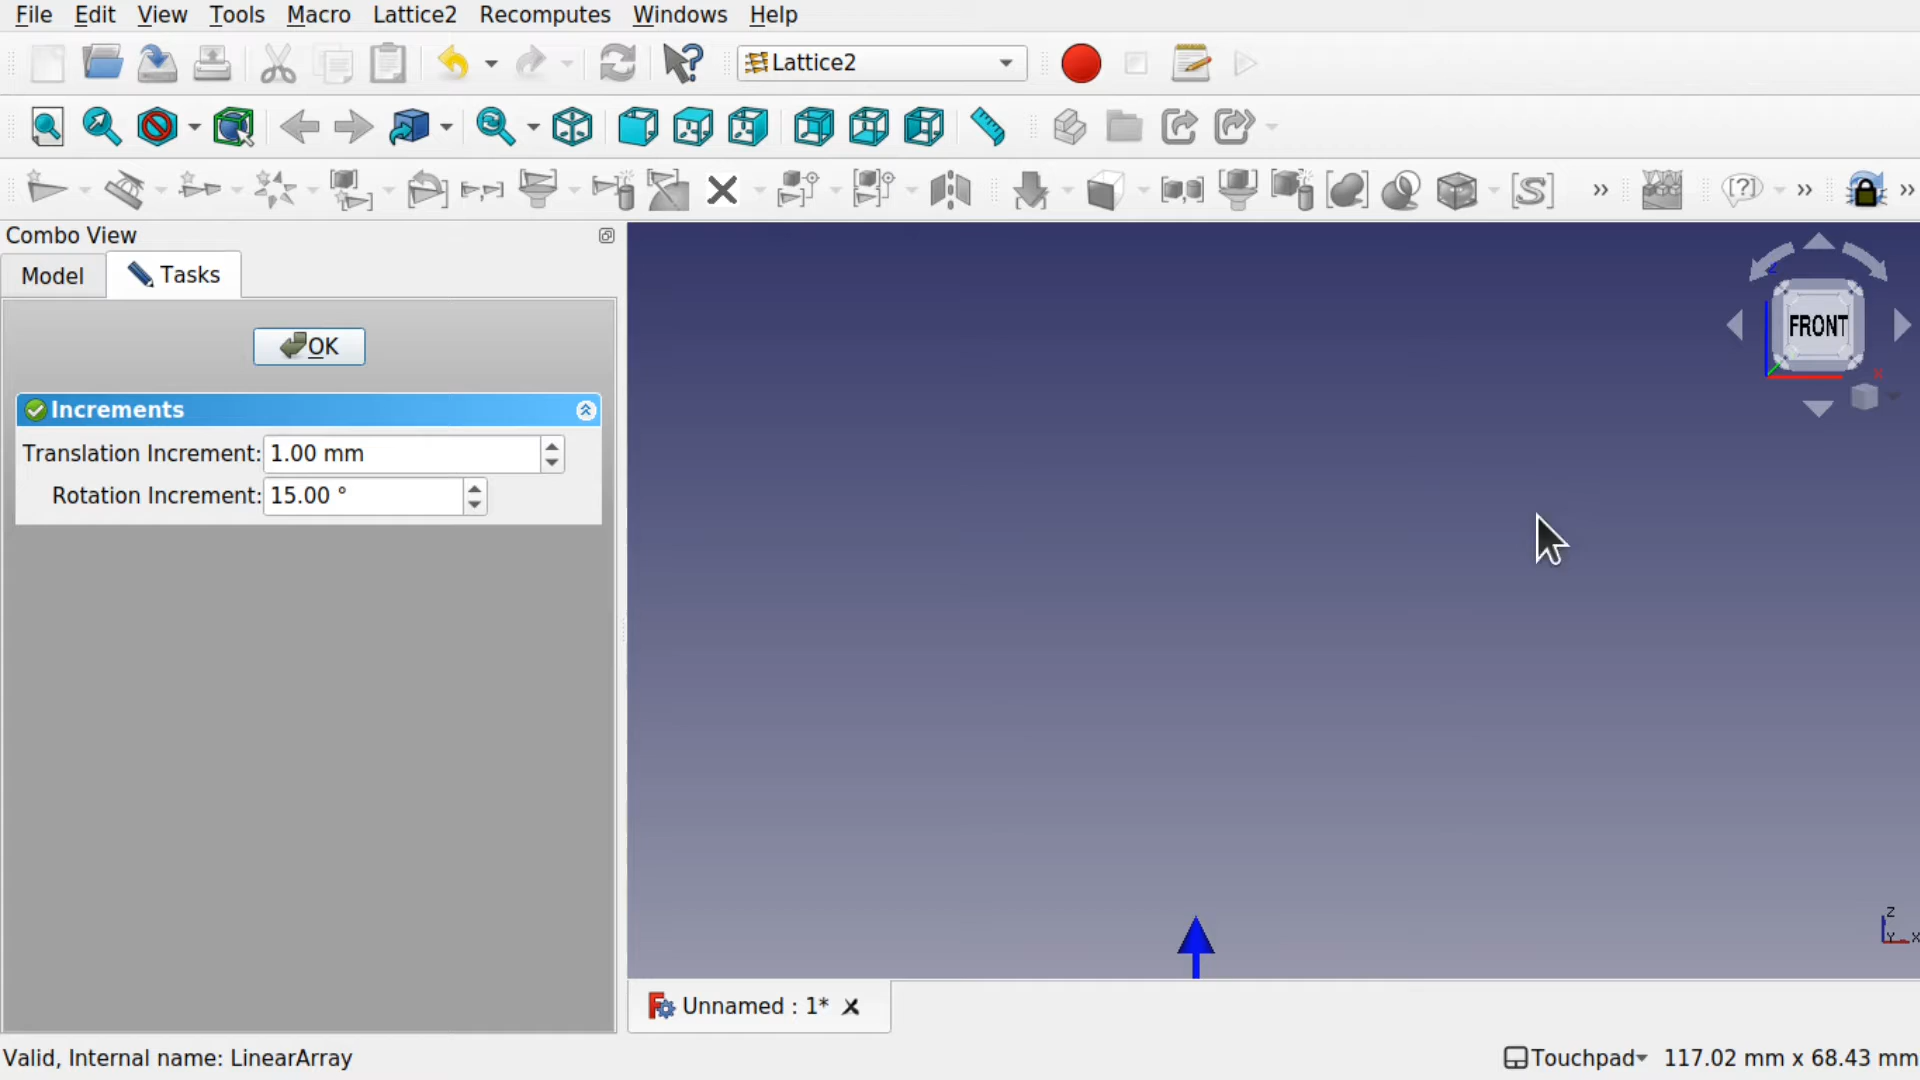 File Edit View Tools Macro Lattice2 Recomputes Windows Help
Lattice2
Combo View
Model Tasks
OK
Increments
Translation Increment: 1.00 mm
Rotation Increment: 15.00 °
FRONT
Z
X
Z
Y X
Unnamed : 1*
Valid, Internal name: LinearArray
Touchpad 117.02 mm x 68.43 mm